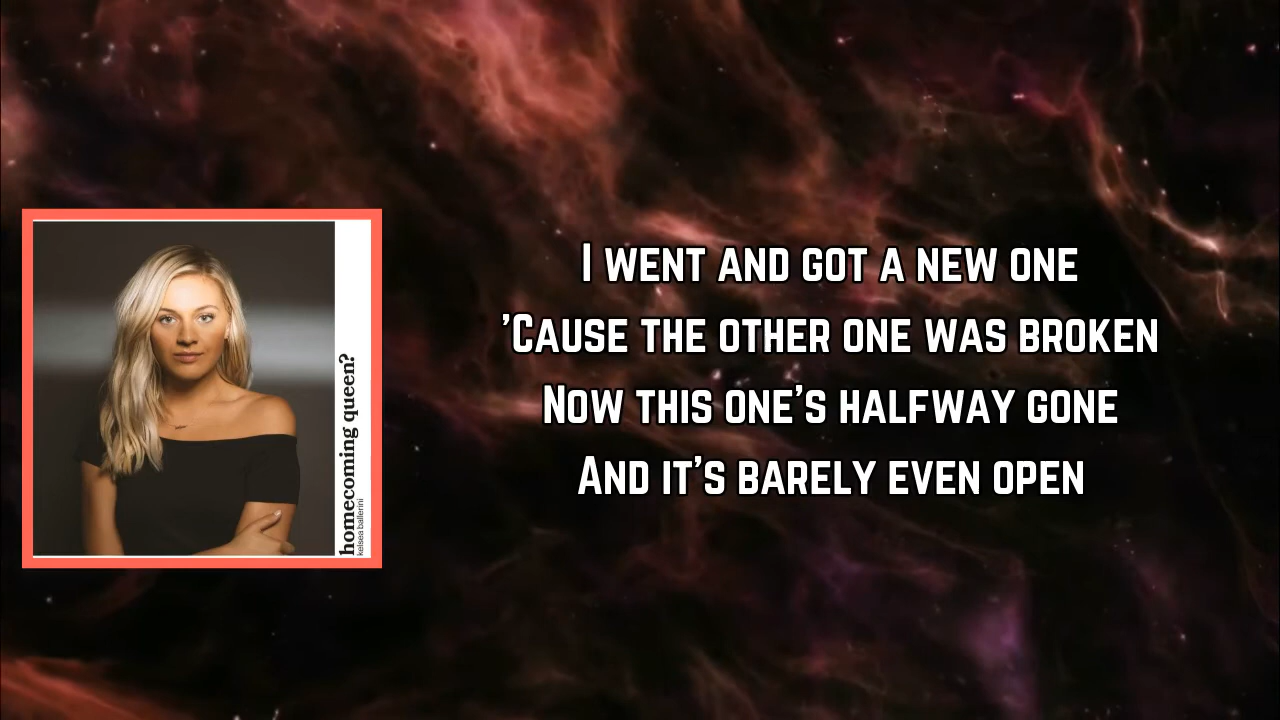 homecoming queen?
kelsea ballerini
I WENT AND GOT A NEW ONE
'CAUSE THE OTHER ONE WAS BROKEN
NOW THIS ONE'S HALFWAY GONE
AND IT'S BARELY EVEN OPEN